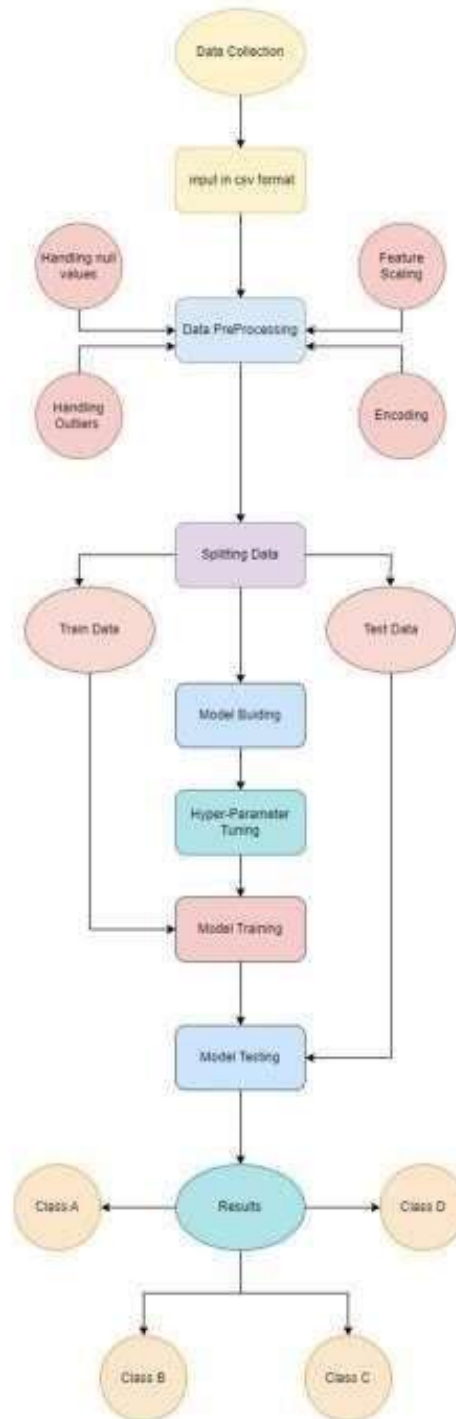 Data Collection
input in csv format
Handling null
values
Feature
Scaling
Data PreProcessing
Handling
Outliers
Encoding
Splitting Data
Train Data
Test Data
Model Buiding
Hyper-Parameter
Tuning
Model Training
Model Testing
Class A
Results
Class D
Class B
Class C